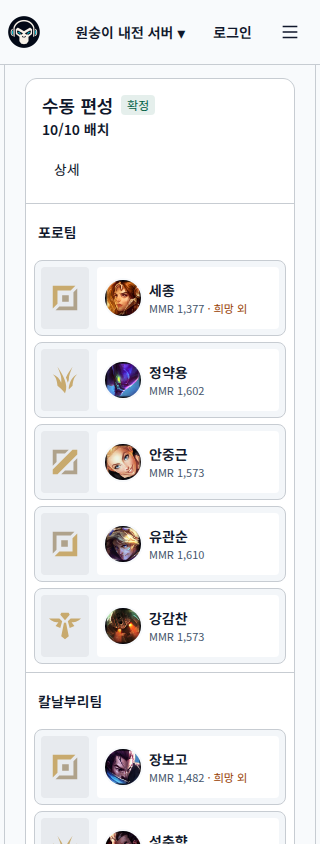 원숭이 내전 서버 ▾
로그인
수동 편성 확정
10/10 배치
상세
포로팀
세종
MMR 1,377 · 희망 외
정약용
MMR 1,602
안중근
MMR 1,573
유관순
MMR 1,610
강감찬
MMR 1,573
칼날부리팀
장보고
MMR 1,482 · 희망 외
성춘향